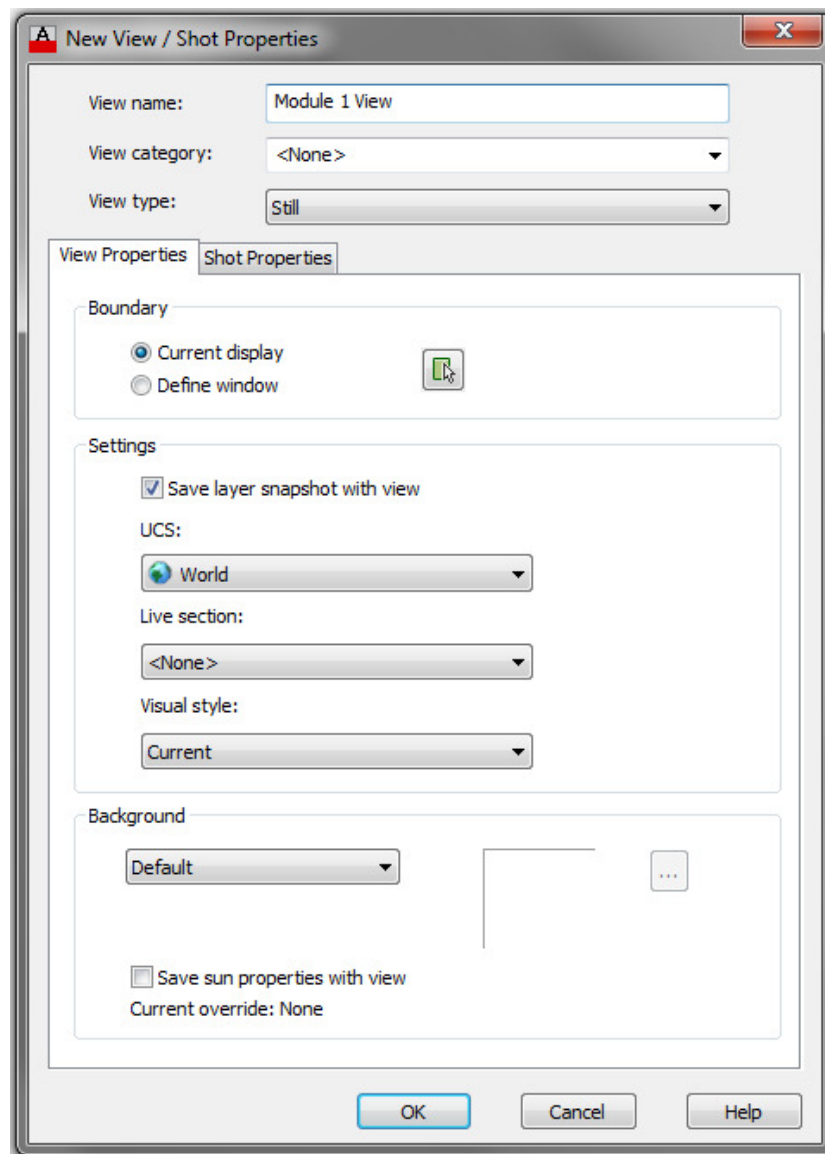 New View / Shot Properties
View name: Module 1 View
View category: <None>
View type: Still
View Properties Shot Properties
Boundary
Current display
Define window
Settings
Save layer snapshot with view
UCS:
World
Live section:
<None>
Visual style:
Current
Background
Default
...
Save sun properties with view
Current override: None
OK Cancel Help